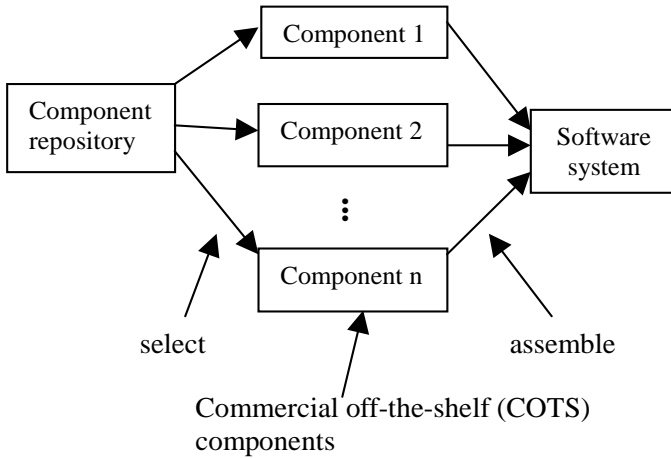 Component 1
Component
repository
Component 2
Software
system
Component n
select
assemble
Commercial off-the-shelf (COTS)
components